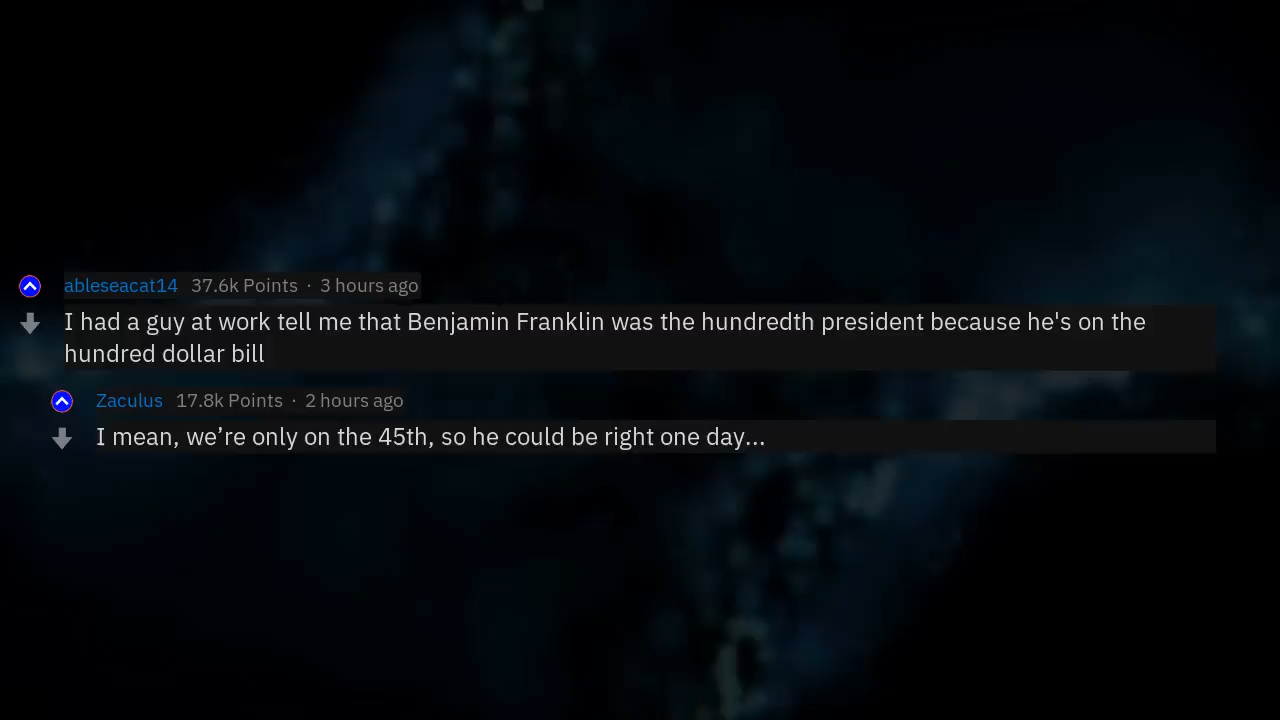 ableseacat14 37.6k Points · 3 hours ago
I had a guy at work tell me that Benjamin Franklin was the hundredth president because he's on the
hundred dollar bill
Zaculus 17.8k Points · 2 hours ago
I mean, we’re only on the 45th, so he could be right one day...